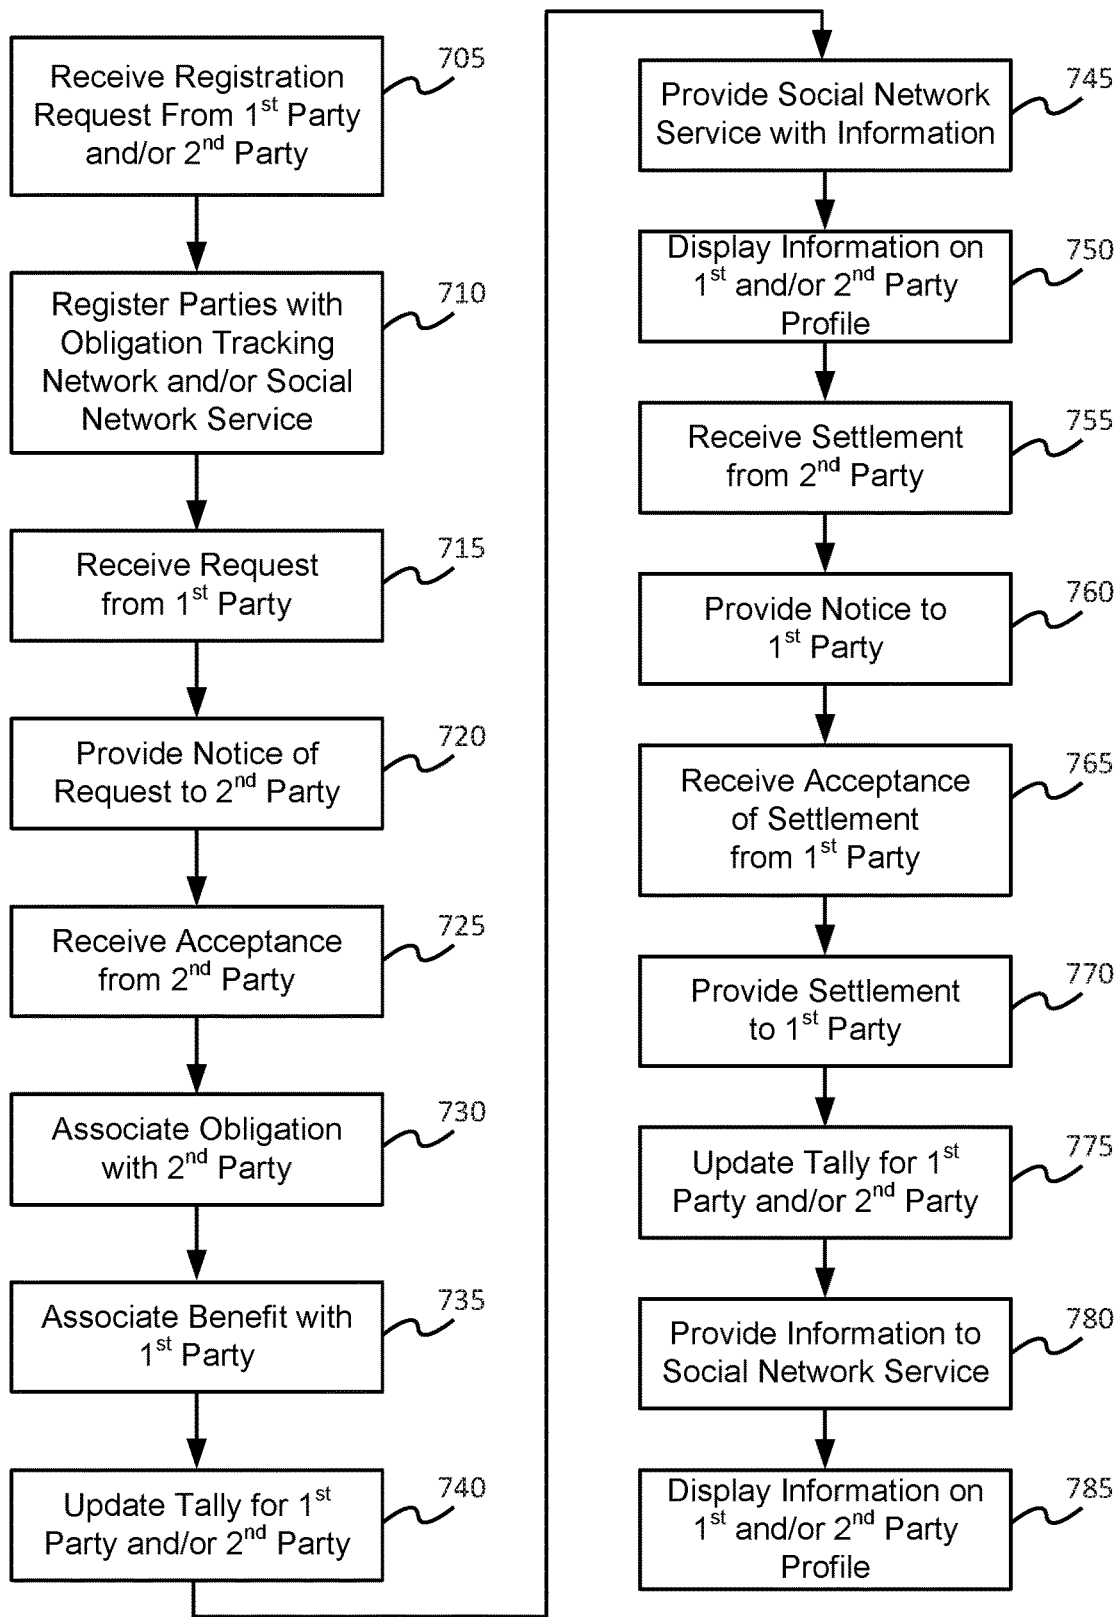 Receive Registration
Request From 1st Party
and/or 2nd Party
705
Register Parties with
Obligation Tracking
Network and/or Social
Network Service
710
Receive Request
from 1st Party
715
Provide Notice of
Request to 2nd Party
720
Receive Acceptance
from 2nd Party
725
Associate Obligation
with 2nd Party
730
Associate Benefit with
1st Party
735
Update Tally for 1st
Party and/or 2nd Party
740
Provide Social Network
Service with Information
745
Display Information on
1st and/or 2nd Party
Profile
750
Receive Settlement
from 2nd Party
755
Provide Notice to
1st Party
760
Receive Acceptance
of Settlement
from 1st Party
765
Provide Settlement
to 1st Party
770
Update Tally for 1st
Party and/or 2nd Party
775
Provide Information to
Social Network Service
780
Display Information on
1st and/or 2nd Party
Profile
785